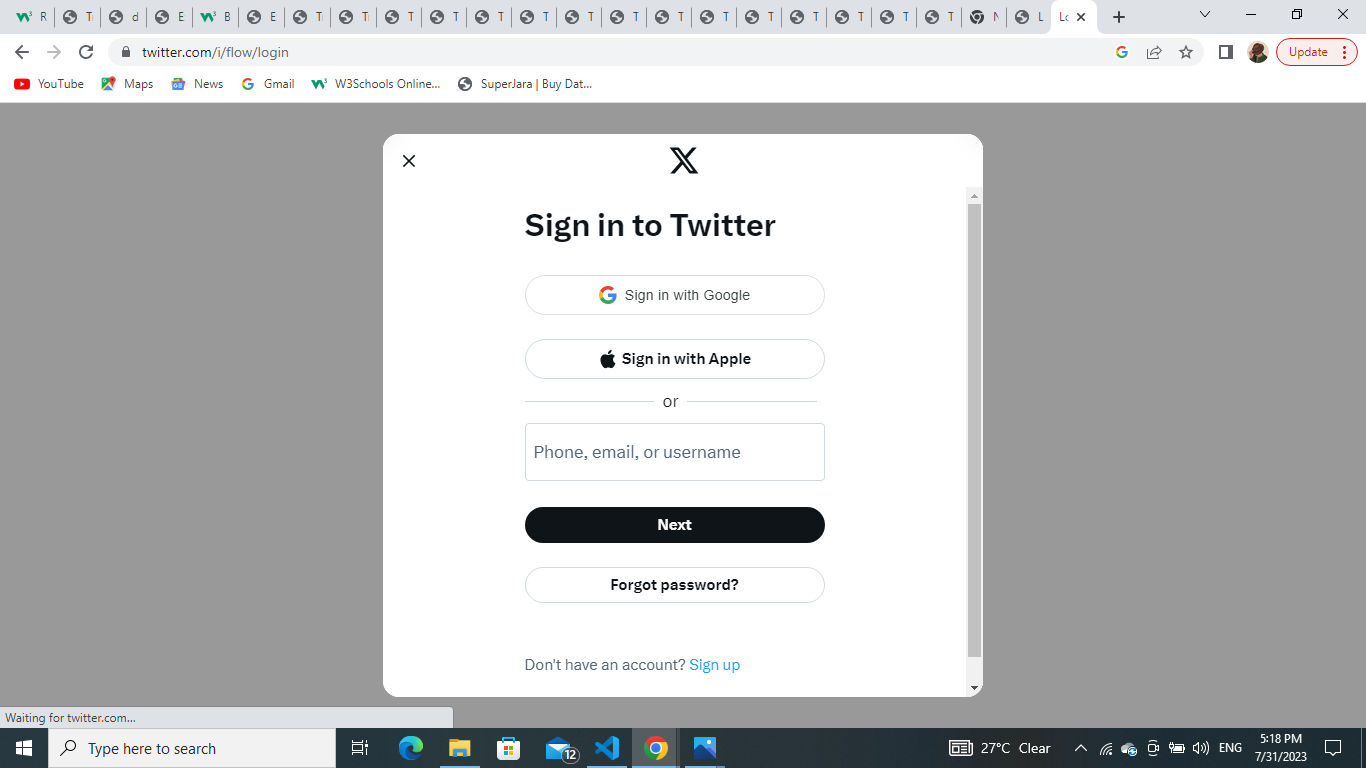 twitter.com/i/flow/login
Update
YouTube
Maps
News
Gmail
W3Schools Online...
SuperJara | Buy Dat...
X
Sign in to Twitter
Sign in with Google
Sign in with Apple
or
Phone, email, or username
Next
Forgot password?
Don't have an account? Sign up
Waiting for twitter.com...
Type here to search
12
27°C Clear
ENG
5:18 PM
7/31/2023